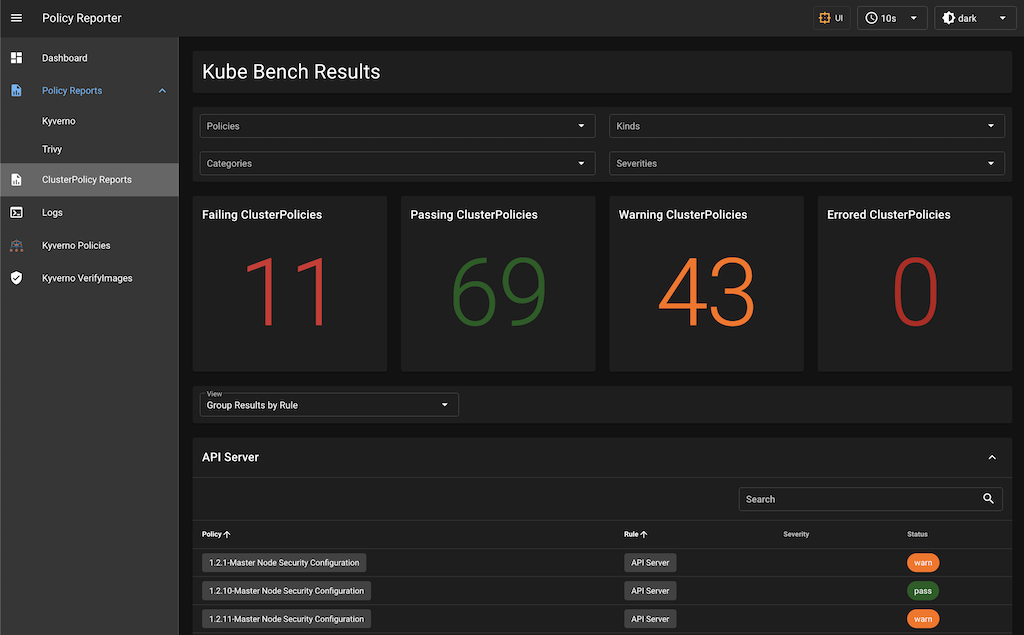 Policy Reporter
UI
10s
dark
Dashboard
Policy Reports
Kyverno
Trivy
ClusterPolicy Reports
Logs
Kyverno Policies
Kyverno VerifyImages
Kube Bench Results
Policies
Kinds
Categories
Severities
Failing ClusterPolicies
11
Passing ClusterPolicies
69
Warning ClusterPolicies
43
Errored ClusterPolicies
0
View
Group Results by Rule
API Server
Search
Policy Rule Severity Status
1.2.1-Master Node Security Configuration API Server warn
1.2.10-Master Node Security Configuration API Server pass
1.2.11-Master Node Security Configuration API Server warn